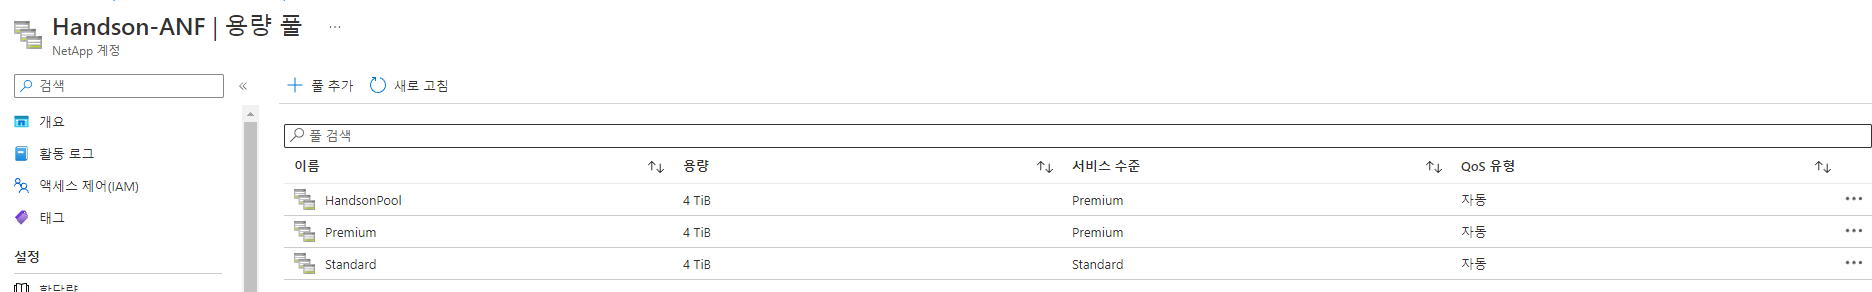 Handson-ANF | 용량 풀 ...
NetApp 계정
검색 «
+ 풀 추가 새로 고침
개요
활동 로그
액세스 제어(IAM)
태그
설정
할당량
풀 검색
이름 용량 서비스 수준 QoS 유형
HandsonPool 4 TiB Premium 자동 ...
Premium 4 TiB Premium 자동 ...
Standard 4 TiB Standard 자동 ...